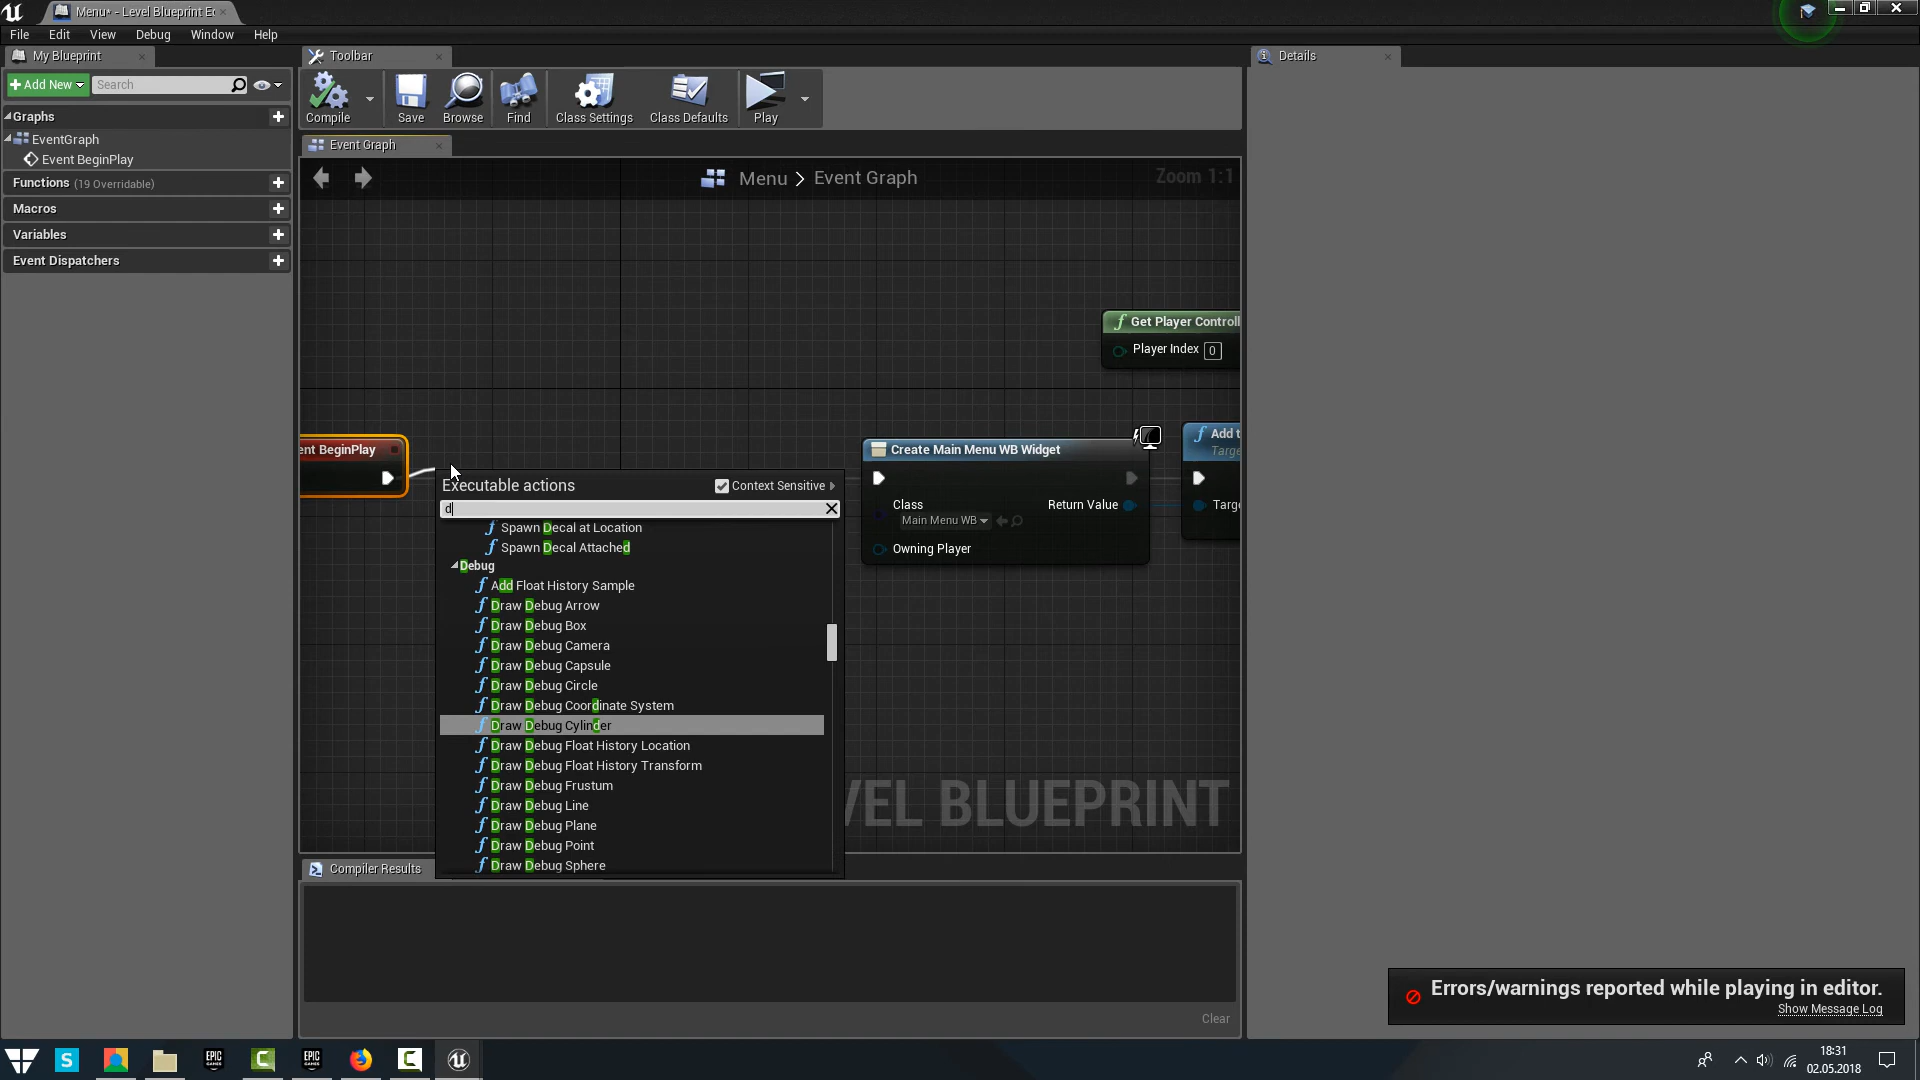 Menu* - Level Blueprint E
File Edit View Debug Window Help
My Blueprint
Toolbar
Details
Add New
Search
Compile
Save
Browse
Find
Class Settings
Class Defaults
Play
Graphs
EventGraph
Event BeginPlay
Functions (19 Overridable)
Macros
Variables
Event Dispatchers
Event Graph
Menu > Event Graph
Zoom 1:1
Get Player Controll
Player Index 0
ent BeginPlay
Create Main Menu WB Widget
Class
Main Menu WB
Return Value
Owning Player
Add t
Targe
Executable actions
Context Sensitive
d
Spawn Decal at Location
Spawn Decal Attached
Debug
Add Float History Sample
Draw Debug Arrow
Draw Debug Box
Draw Debug Camera
Draw Debug Capsule
Draw Debug Circle
Draw Debug Coordinate System
Draw Debug Cylinder
Draw Debug Float History Location
Draw Debug Float History Transform
Draw Debug Frustum
Draw Debug Line
Draw Debug Plane
Draw Debug Point
Draw Debug Sphere
VEL BLUEPRINT
Compiler Results
Clear
Errors/warnings reported while playing in editor.
Show Message Log
18:31
02.05.2018